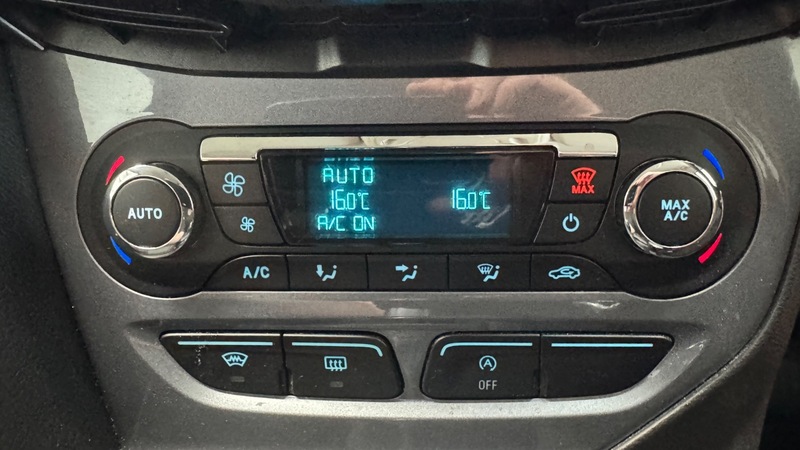 AUTO
16.0°C 16.0°C
A/C ON
AUTO
MAX
MAX
A/C
A/C
A
OFF